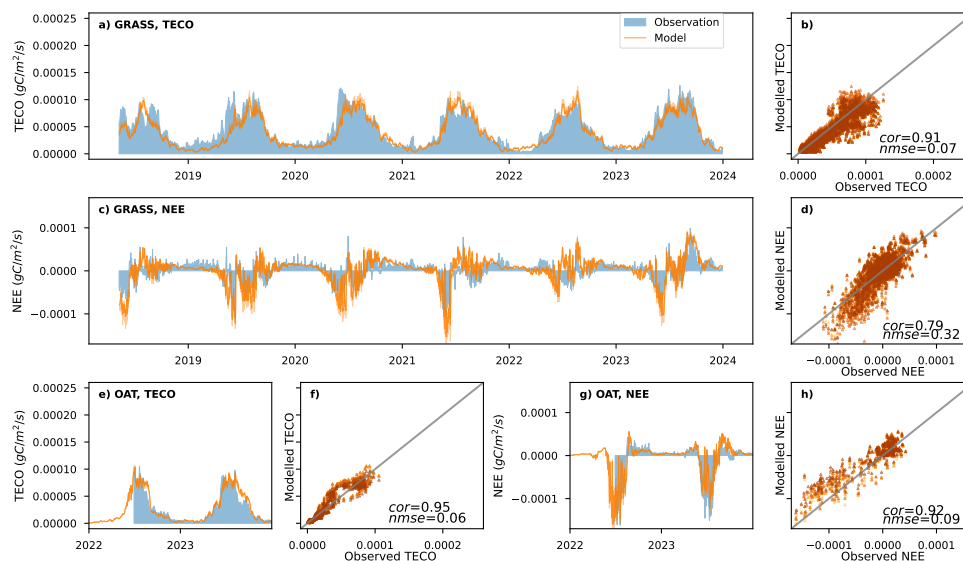 a) GRASS, TECO
Observation
Model
TECO (gC/m²/s)
0.00025
0.00020
0.00015
0.00010
0.00005
0.00000
2019
2020
2021
2022
2023
2024
b)
Modelled TECO
cor=0.91
nmse=0.07
0.0000
0.0001
0.0002
Observed TECO
c) GRASS, NEE
NEE (gC/m²/s)
0.0001
0.0000
−0.0001
2019
2020
2021
2022
2023
2024
d)
Modelled NEE
cor=0.79
nmse=0.32
−0.0001
0.0000
0.0001
Observed NEE
e) OAT, TECO
TECO (gC/m²/s)
0.00025
0.00020
0.00015
0.00010
0.00005
0.00000
2022
2023
f)
Modelled TECO
cor=0.95
nmse=0.06
0.0000
0.0001
0.0002
Observed TECO
g) OAT, NEE
NEE (gC/m²/s)
0.0001
0.0000
−0.0001
2022
2023
h)
Modelled NEE
cor=0.92
nmse=0.09
−0.0001
0.0000
0.0001
Observed NEE